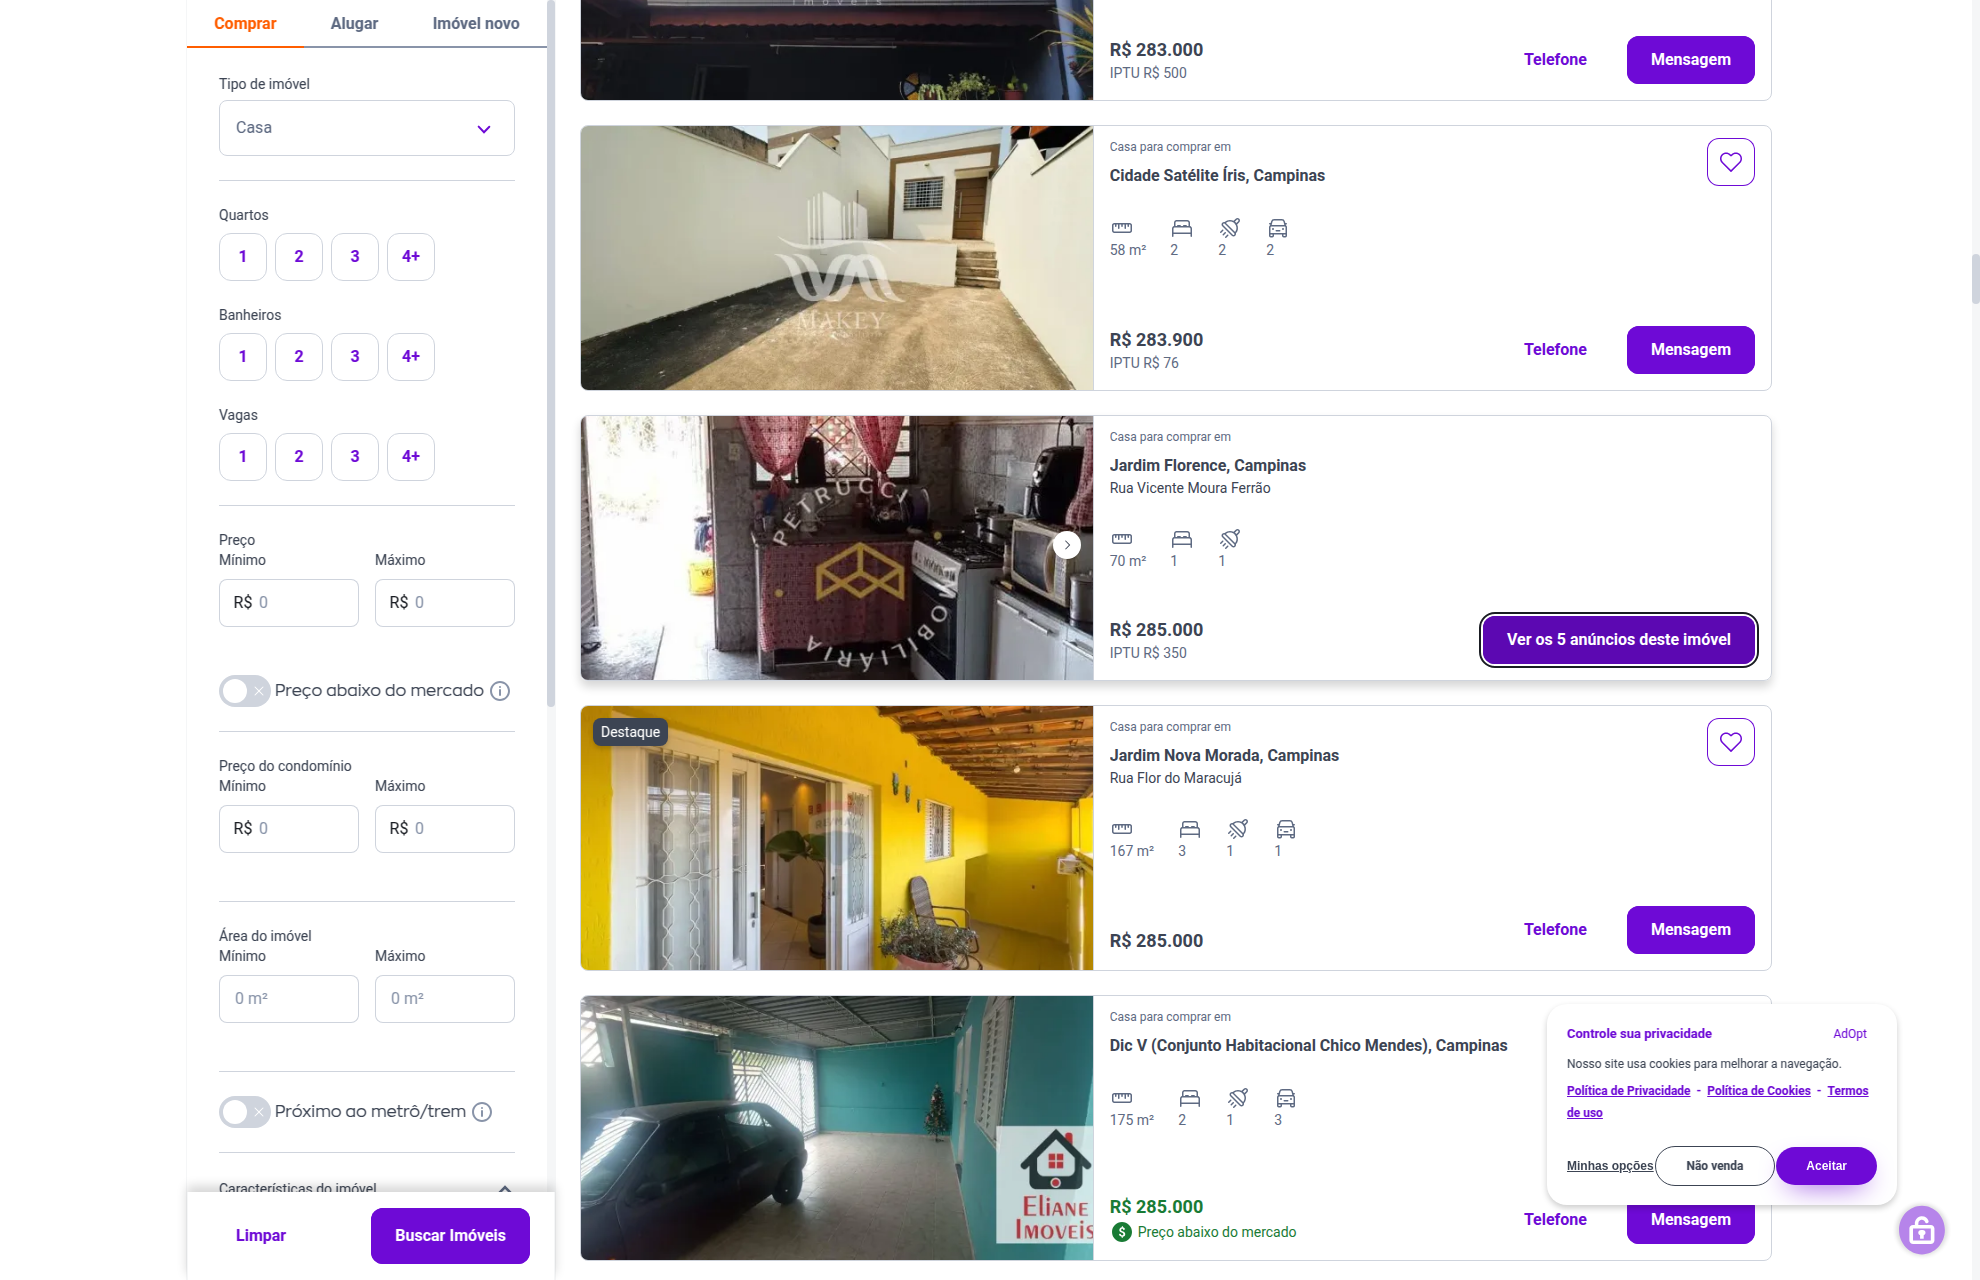 Comprar
Alugar
Imóvel novo
Tipo de imóvel
Casa
Quartos
1
2
3
4+
Banheiros
1
2
3
4+
Vagas
1
2
3
4+
Preço
Mínimo
Máximo
R$ 0
R$ 0
Preço abaixo do mercado
Preço do condomínio
Mínimo
Máximo
R$ 0
R$ 0
Área do imóvel
Mínimo
Máximo
0 m²
0 m²
Próximo ao metrô/trem
Características do imóvel
Limpar
Buscar Imóveis
imóveis
R$ 283.000
IPTU R$ 500
Telefone
Mensagem
MAKEY
Casa para comprar em
Cidade Satélite Íris, Campinas
58 m²
2
2
2
R$ 283.900
IPTU R$ 76
Telefone
Mensagem
PETRUCCI
IMOBILIÁRIA
Casa para comprar em
Jardim Florence, Campinas
Rua Vicente Moura Ferrão
70 m²
1
1
R$ 285.000
IPTU R$ 350
Ver os 5 anúncios deste imóvel
Destaque
Casa para comprar em
Jardim Nova Morada, Campinas
Rua Flor do Maracujá
167 m²
3
1
1
R$ 285.000
Telefone
Mensagem
Eliane
Imoveis
Casa para comprar em
Dic V (Conjunto Habitacional Chico Mendes), Campinas
175 m²
2
1
3
R$ 285.000
$ Preço abaixo do mercado
Telefone
Mensagem
Controle sua privacidade
AdOpt
Nosso site usa cookies para melhorar a navegação.
Política de Privacidade - Política de Cookies - Termos
de uso
Minhas opções
Não venda
Aceitar